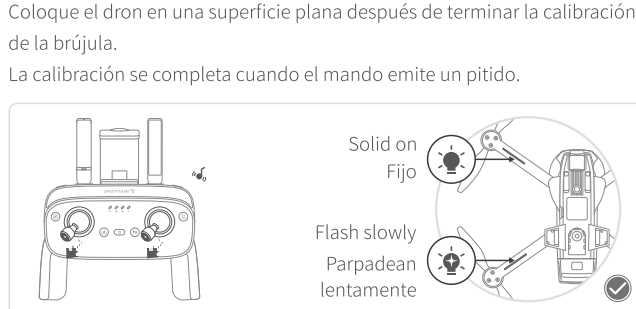 Coloque el dron en una superficie plana después de terminar la calibración
de la brújula.
La calibración se completa cuando el mando emite un pitido.
Solid on
Fijo
Flash slowly
Parpadean
lentamente